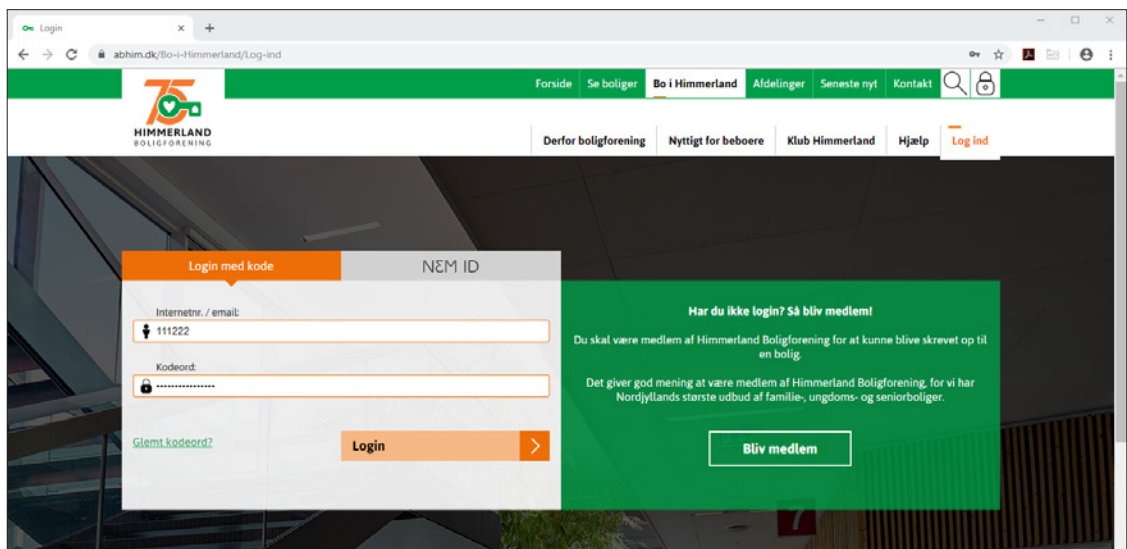 Login
abhim.dk/Bo-i-Himmerland/Log-ind
Forside Se boliger Bo i Himmerland Afdelinger Seneste nyt Kontakt
75
HIMMERLAND
BOLIGFORENING
Derfor boligforening Nyttigt for beboere Klub Himmerland Hjælp Log ind
Login med kode NEM ID
Internetnr. / email:
111222
Kodeord:
••••••••••••••••
Glemt kodeord?
Login
Har du ikke login? Så bliv medlem!
Du skal være medlem af Himmerland Boligforening for at kunne blive skrevet op til
en bolig.
Det giver god mening at være medlem af Himmerland Boligforening, for vi har
Nordjyllands største udbud af familie-, ungdoms- og seniorboliger.
Bliv medlem
7